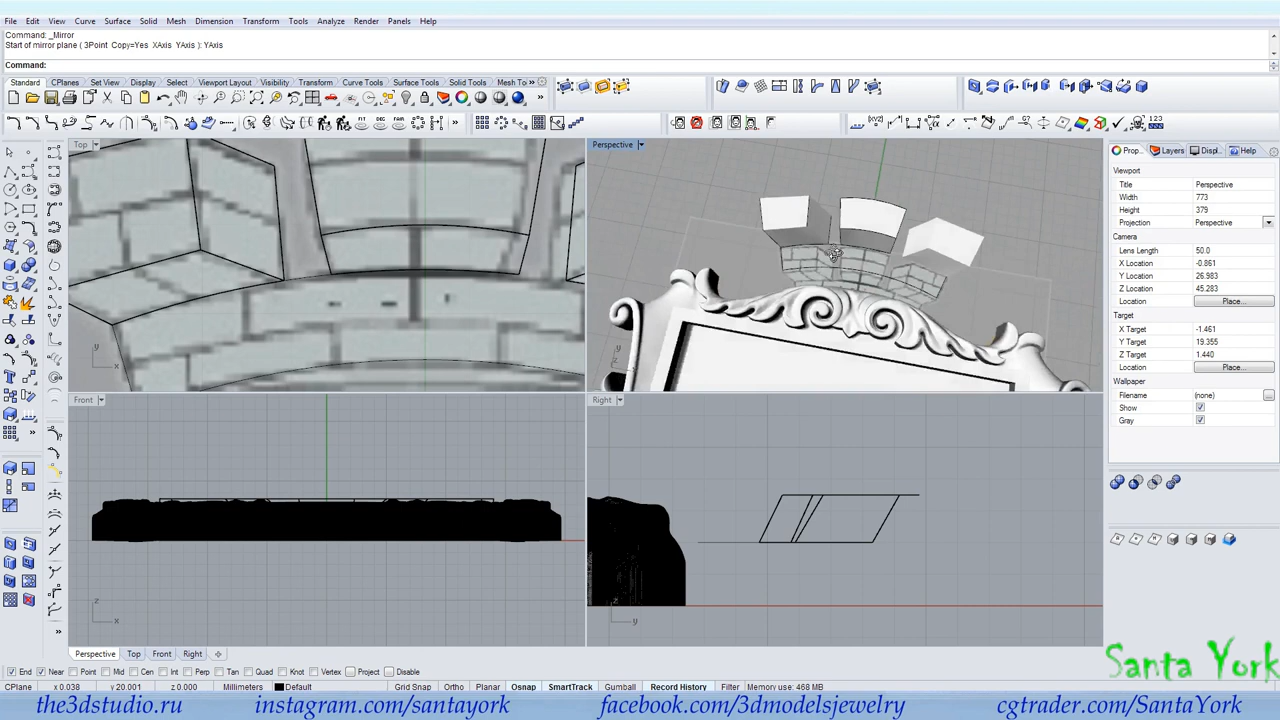 File Edit View Curve Surface Solid Mesh Dimension Transform Tools Analyze Render Panels Help
Command: _Mirror
Start of mirror plane ( 3Point Copy=Yes XAxis YAxis ): YAxis
Command:
Standard CPlanes Set View Display Select Viewport Layout Visibility Transform Curve Tools Surface Tools Solid Tools Mesh To
Top
Perspective
Prop... Layers Displ... Help
Viewport
Title Perspective
Width 773
Height 379
Projection Perspective
Camera
Lens Length 50.0
X Location -0.861
Y Location 26.983
Z Location 45.283
Location Place...
Target
X Target -1.461
Y Target 19.355
Z Target 1.440
Location Place...
Wallpaper
Filename (none)
Show
Gray
Front
Right
Perspective Top Front Right
End Near Point Mid Cen Int Perp Tan Quad Knot Vertex Project Disable
CPlane x 0.038 y 20.001 z 0.000 Millimeters Default Grid Snap Ortho Planar Osnap SmartTrack Gumball Record History Filter Memory use: 468 MB
Santa York
the3dstudio.ru instagram.com/santayork facebook.com/3dmodelsjewelry cgtrader.com/SantaYork